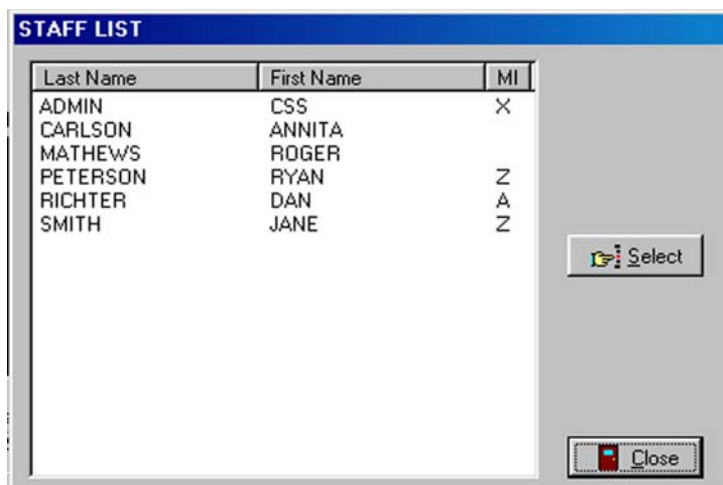 STAFF LIST
Last Name First Name MI
ADMIN CSS X
CARLSON ANNITA
MATHEWS ROGER
PETERSON RYAN Z
RICHTER DAN A
SMITH JANE Z
Select
Close